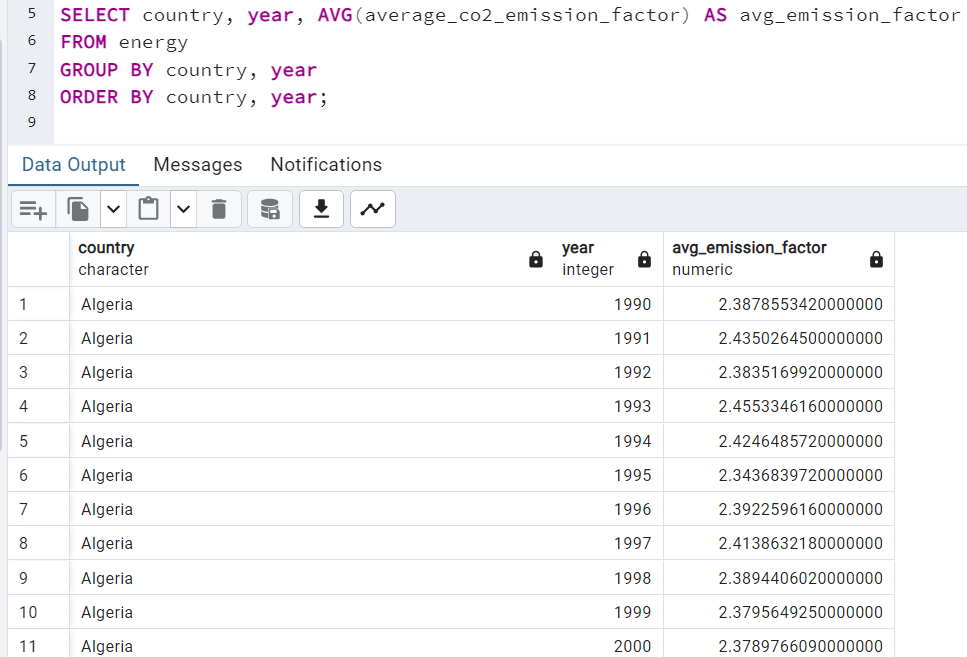 5 SELECT country, year, AVG(average_co2_emission_factor) AS avg_emission_factor
6 FROM energy
7 GROUP BY country, year
8 ORDER BY country, year;
9
Data Output Messages Notifications
country year avg_emission_factor
character integer numeric
1 Algeria 1990 2.3878553420000000
2 Algeria 1991 2.4350264500000000
3 Algeria 1992 2.3835169920000000
4 Algeria 1993 2.4553346160000000
5 Algeria 1994 2.4246485720000000
6 Algeria 1995 2.3436839720000000
7 Algeria 1996 2.3922596160000000
8 Algeria 1997 2.4138632180000000
9 Algeria 1998 2.3894406020000000
10 Algeria 1999 2.3795649250000000
11 Algeria 2000 2.3789766090000000